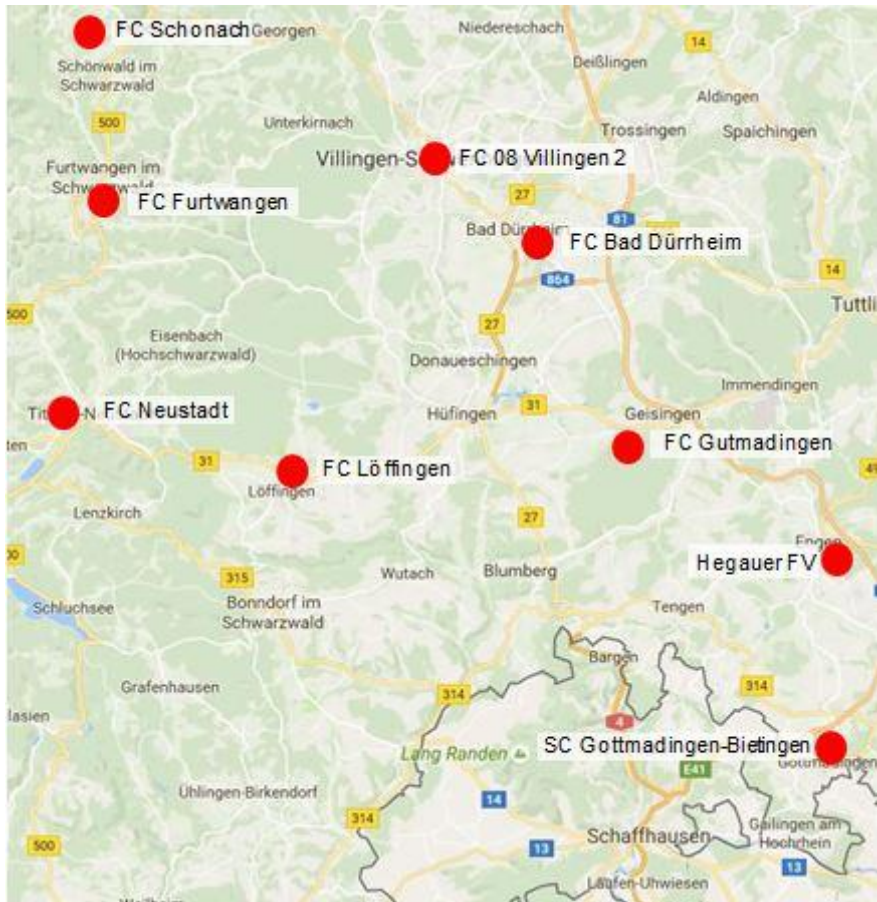 FC Schonach
Georgen
Niedereschach
14
Deißlingen
Schönwald im
Schwarzwald
Aldingen
500
Unterkirnach
Trossingen
Spaichingen
Villingen-S
FC 08 Villingen 2
Furtwangen im
FC Furtwangen
27
81
Bad Dürrheim
FC Bad Dürrheim
864
14
500
27
Tuttli
Eisenbach
(Hochschwarzwald)
Donaueschingen
Immendingen
FC Neustadt
Hüfingen
31
Geisingen
FC Gutmadingen
31
FC Löffingen
Löffingen
Lenzkirch
27
Engen
Hegauer FV
315
Wutach
Blumberg
Bonndorf im
Schwarzwald
Schluchsee
Tengen
Bargen
Grafenhausen
314
314
4
lasien
Lang Randen
SC Gottmadingen-Bietingen
E41
Ühlingen-Birkendorf
14
314
500
Schaffhausen
Gailingen am
Hochrhein
13
13
Laufen-Uhwiesen